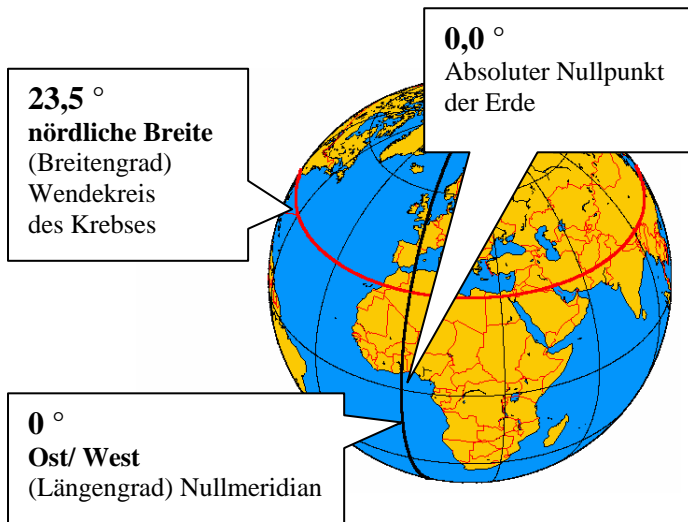 0,0 °
Absoluter Nullpunkt
der Erde
23,5 °
nördliche Breite
(Breitengrad)
Wendekreis
des Krebses
0 °
Ost/ West
(Längengrad) Nullmeridian